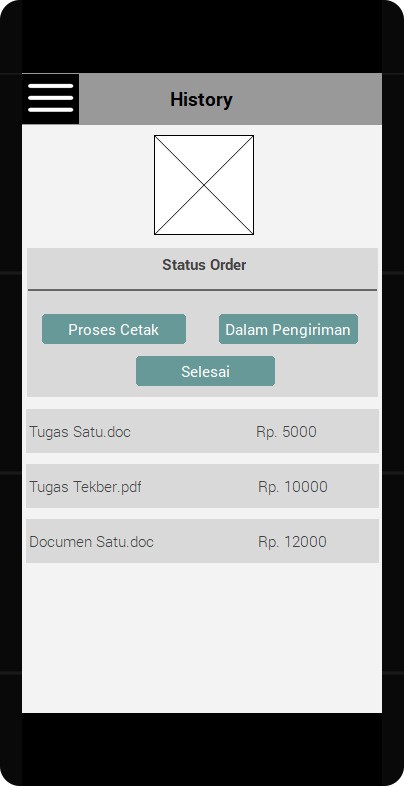 History
Status Order
Proses Cetak
Dalam Pengiriman
Selesai
Tugas Satu.doc Rp. 5000
Tugas Tekber.pdf Rp. 10000
Documen Satu.doc Rp. 12000